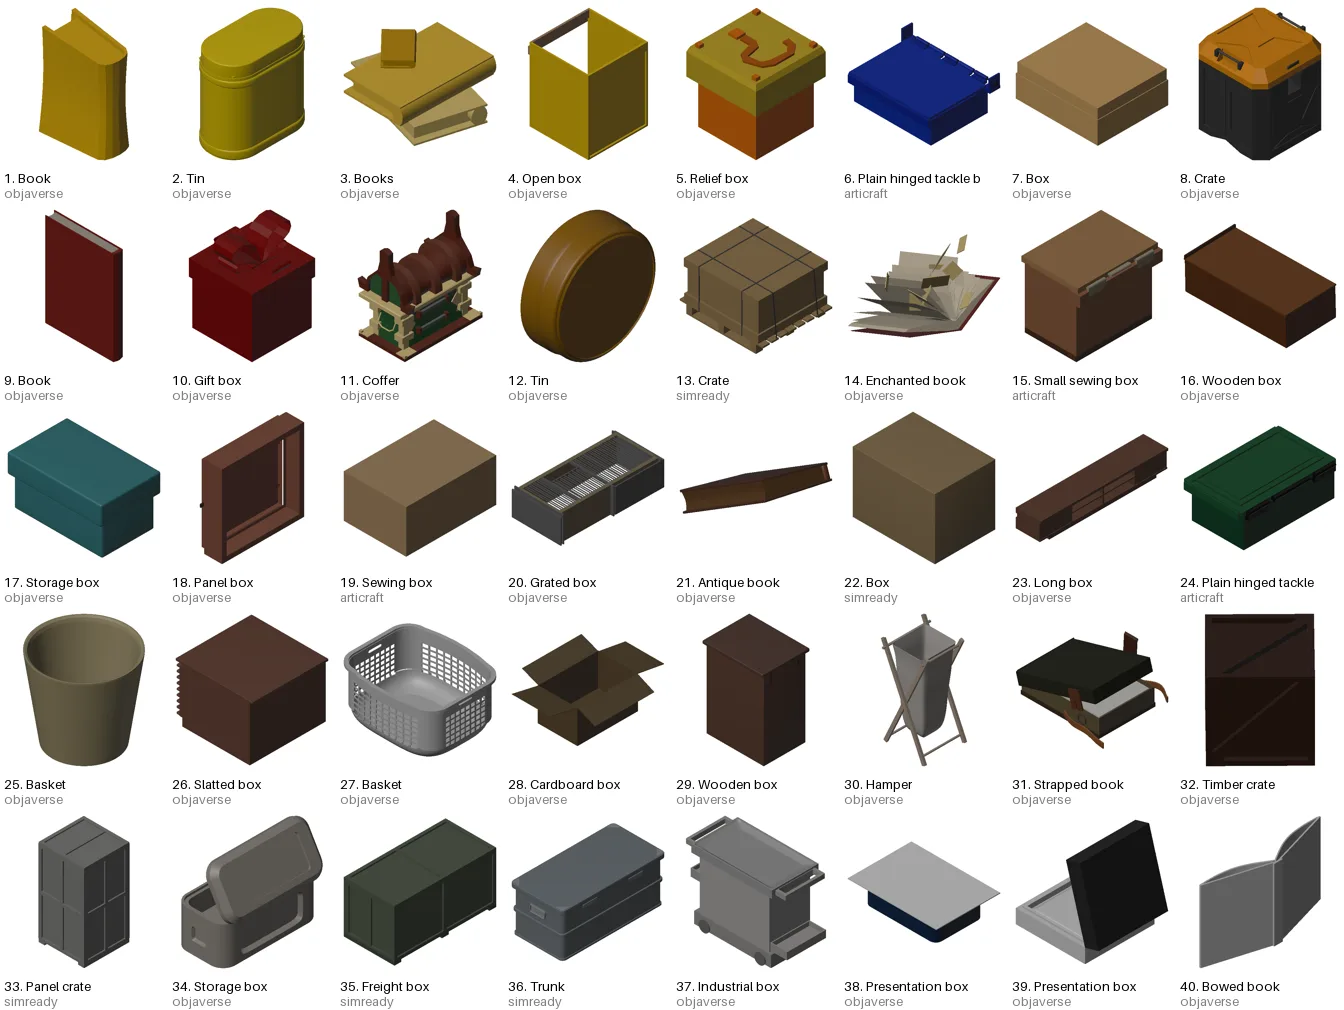 1. Book
objaverse
2. Tin
objaverse
3. Books
objaverse
4. Open box
objaverse
5. Relief box
objaverse
6. Plain hinged tackle b
articraft
7. Box
objaverse
8. Crate
objaverse
9. Book
objaverse
10. Gift box
objaverse
11. Coffer
objaverse
12. Tin
objaverse
13. Crate
simready
14. Enchanted book
objaverse
15. Small sewing box
articraft
16. Wooden box
objaverse
17. Storage box
objaverse
18. Panel box
objaverse
19. Sewing box
articraft
20. Grated box
objaverse
21. Antique book
objaverse
22. Box
simready
23. Long box
objaverse
24. Plain hinged tackle
articraft
25. Basket
objaverse
26. Slatted box
objaverse
27. Basket
objaverse
28. Cardboard box
objaverse
29. Wooden box
objaverse
30. Hamper
objaverse
31. Strapped book
objaverse
32. Timber crate
objaverse
33. Panel crate
simready
34. Storage box
objaverse
35. Freight box
simready
36. Trunk
simready
37. Industrial box
objaverse
38. Presentation box
objaverse
39. Presentation box
objaverse
40. Bowed book
objaverse